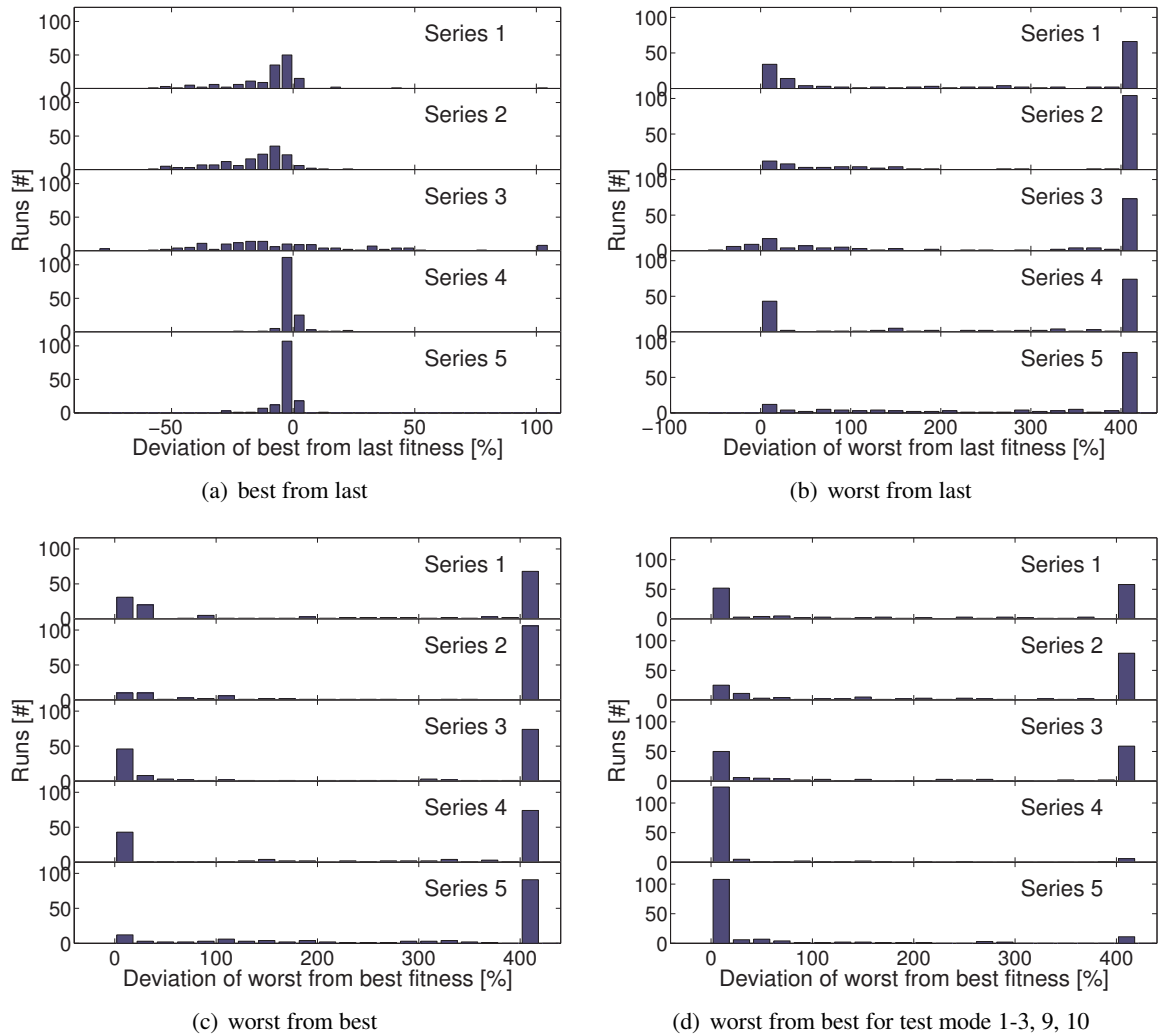 100
50
0
Series 1
100
50
0
Series 2
100
50
0
Series 3
100
50
0
Series 4
100
50
0
Series 5
Runs [#]
−50 0 50 100
Deviation of best from last fitness [%]
(a) best from last
100
50
0
Series 1
100
50
0
Series 2
100
50
0
Series 3
100
50
0
Series 4
100
50
0
Series 5
Runs [#]
−100 0 100 200 300 400
Deviation of worst from last fitness [%]
(b) worst from last
100
50
0
Series 1
100
50
0
Series 2
100
50
0
Series 3
100
50
0
Series 4
100
50
0
Series 5
Runs [#]
0 100 200 300 400
Deviation of worst from best fitness [%]
(c) worst from best
100
50
0
Series 1
100
50
0
Series 2
100
50
0
Series 3
100
50
0
Series 4
100
50
0
Series 5
Runs [#]
0 100 200 300 400
Deviation of worst from best fitness [%]
(d) worst from best for test mode 1-3, 9, 10